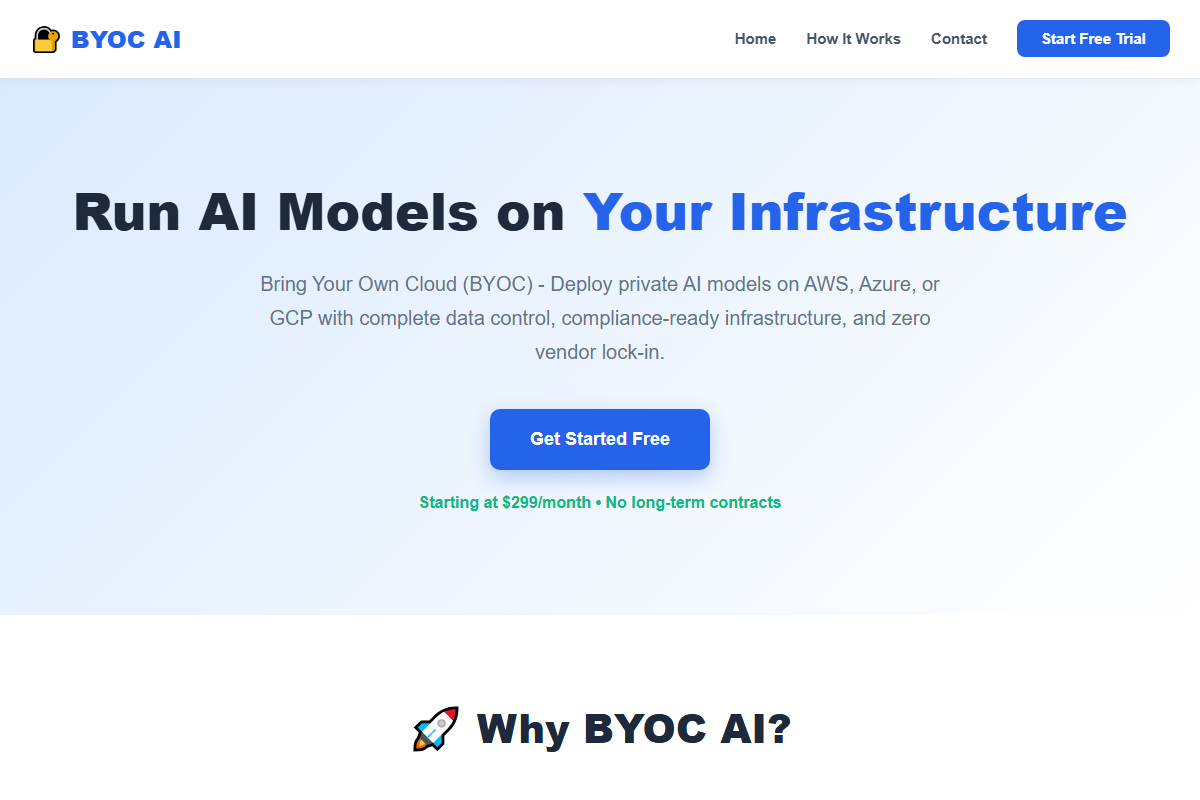 BYOC AI
Home
How It Works
Contact
Start Free Trial
Run AI Models on Your Infrastructure
Bring Your Own Cloud (BYOC) - Deploy private AI models on AWS, Azure, or
GCP with complete data control, compliance-ready infrastructure, and zero
vendor lock-in.
Get Started Free
Starting at $299/month • No long-term contracts
Why BYOC AI?